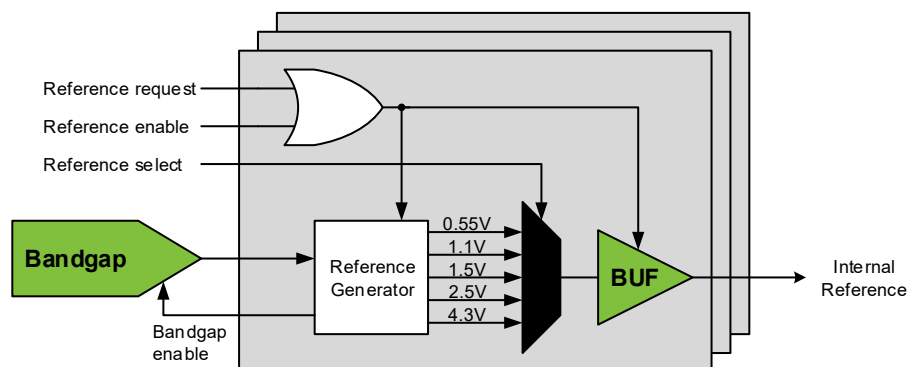 Reference request
Reference enable
Reference select
Bandgap
Reference
Generator
0.55V
1.1V
1.5V
2.5V
4.3V
BUF
Internal
Reference
Bandgap
enable